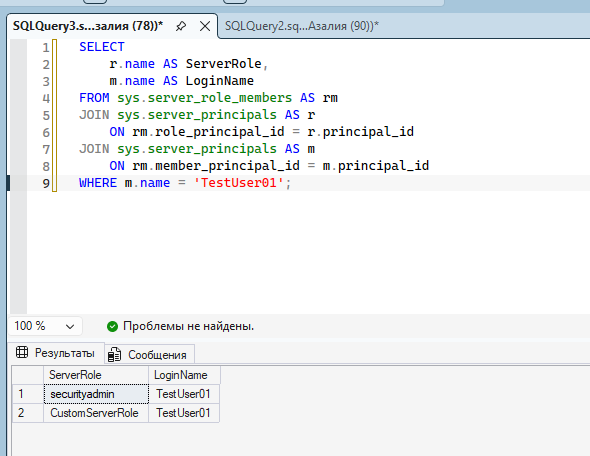 SQLQuery3.s...залия (78))*
SQLQuery2.sq...Азалия (90))*
1 SELECT
2 r.name AS ServerRole,
3 m.name AS LoginName
4 FROM sys.server_role_members AS rm
5 JOIN sys.server_principals AS r
6 ON rm.role_principal_id = r.principal_id
7 JOIN sys.server_principals AS m
8 ON rm.member_principal_id = m.principal_id
9 WHERE m.name = 'TestUser01';
100 % Проблемы не найдены.
Результаты Сообщения
ServerRole LoginName
1 securityadmin TestUser01
2 CustomServerRole TestUser01